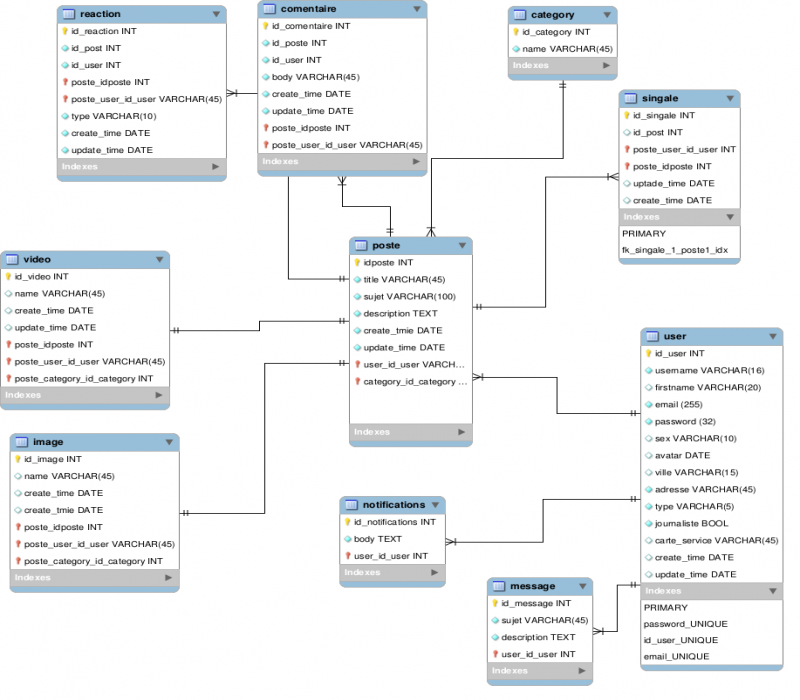 reaction
id_reaction INT
id_post INT
id_user INT
poste_idposte INT
poste_user_id_user VARCHAR(45)
type VARCHAR(10)
create_time DATE
update_time DATE
Indexes
comentaire
id_comentaire INT
id_poste INT
id_user INT
body VARCHAR(45)
create_time DATE
update_time DATE
poste_idposte INT
poste_user_id_user VARCHAR(45)
Indexes
category
id_category INT
name VARCHAR(45)
Indexes
singale
id_singale INT
id_post INT
poste_user_id_user INT
poste_idposte INT
uptade_time DATE
create_time DATE
Indexes
PRIMARY
fk_singale_1_poste1_idx
video
id_video INT
name VARCHAR(45)
create_time DATE
update_time DATE
poste_idposte INT
poste_user_id_user VARCHAR(45)
poste_category_id_category INT
Indexes
poste
idposte INT
title VARCHAR(45)
sujet VARCHAR(100)
description TEXT
create_tmie DATE
update_time DATE
user_id_user VARCH...
category_id_category ...
Indexes
user
id_user INT
username VARCHAR(16)
firstname VARCHAR(20)
email (255)
password (32)
sex VARCHAR(10)
avatar DATE
ville VARCHAR(15)
adresse VARCHAR(45)
type VARCHAR(5)
journaliste BOOL
carte_service VARCHAR(45)
create_time DATE
update_time DATE
Indexes
PRIMARY
password_UNIQUE
id_user_UNIQUE
email_UNIQUE
image
id_image INT
name VARCHAR(45)
create_time DATE
create_tmie DATE
poste_idposte INT
poste_user_id_user VARCHAR(45)
poste_category_id_category INT
Indexes
notifications
id_notifications INT
body TEXT
user_id_user INT
Indexes
message
id_message INT
sujet VARCHAR(45)
description TEXT
user_id_user INT
Indexes